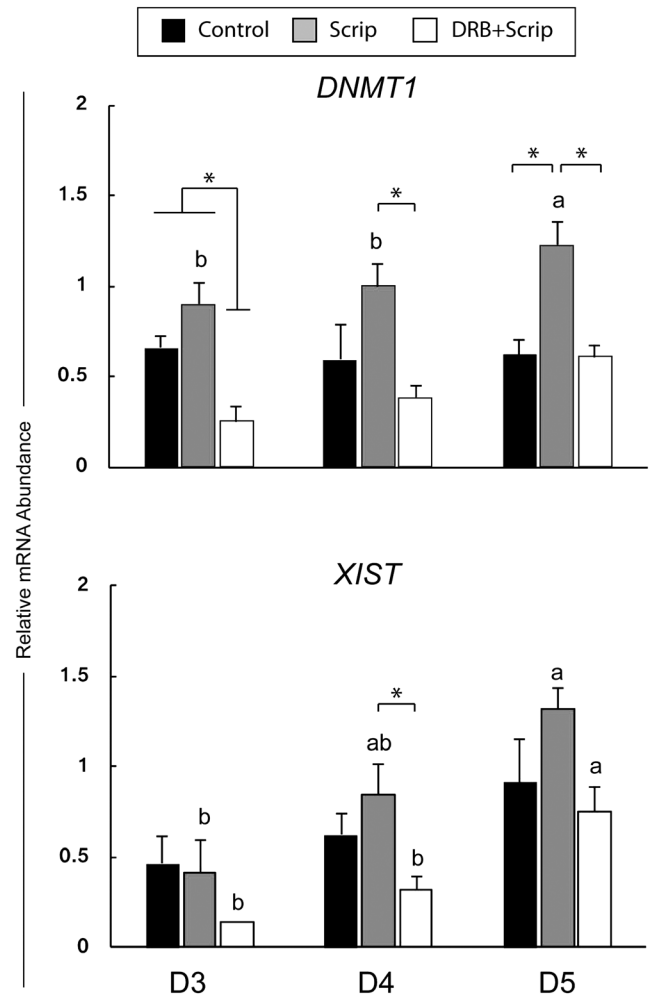 Control Scrip DRB+Scrip
DNMT1
2
1.5
1
0.5
0
* * * *
b b a
Relative mRNA Abundance
XIST
2
1.5
1
0.5
0
*
b b ab b a a
D3 D4 D5